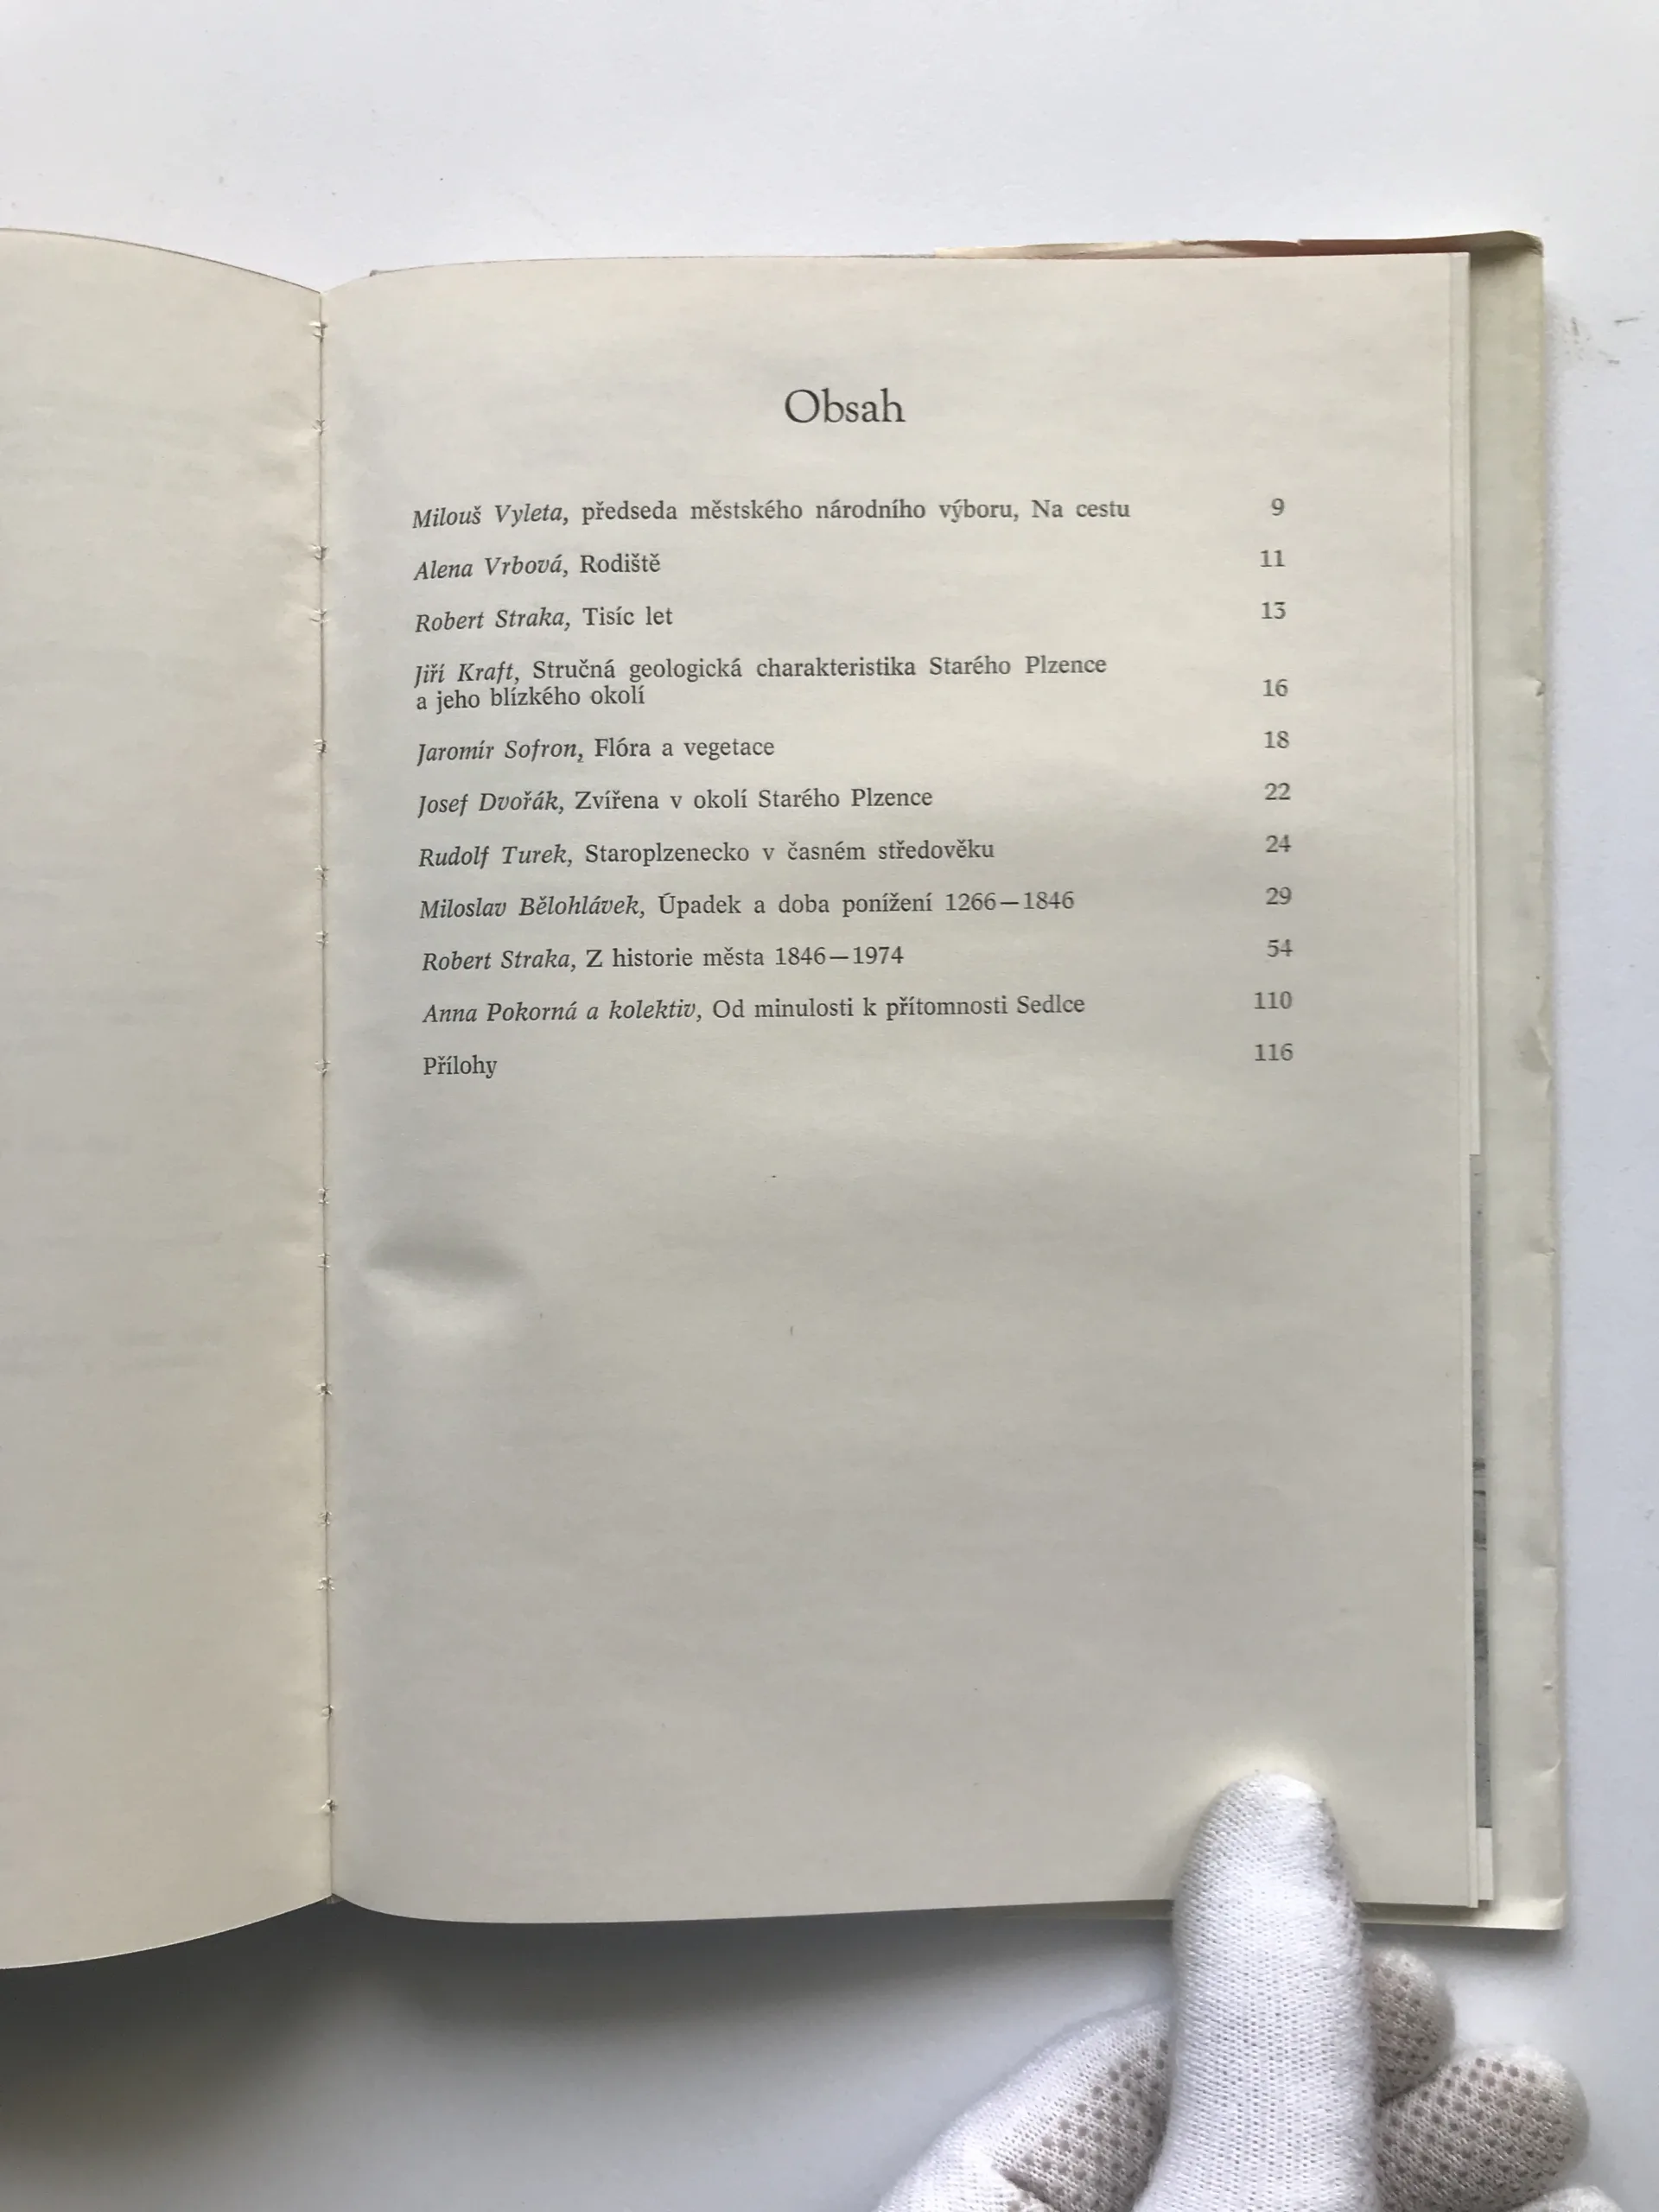 Obsah
Milouš Vyleta, předseda městského národního výboru, Na cestu 9
Alena Vrbová, Rodiště 11
Robert Straka, Tisíc let 13
Jiří Kraft, Stručná geologická charakteristika Starého Plzence
a jeho blízkého okolí 16
Jaromír Sofron, Flóra a vegetace 18
Josef Dvořák, Zvířena v okolí Starého Plzence 22
Rudolf Turek, Staroplzenecko v časném středověku 24
Miloslav Bělohlávek, Úpadek a doba ponížení 1266—1846 29
Robert Straka, Z historie města 1846—1974 54
Anna Pokorná a kolektiv, Od minulosti k přítomnosti Sedlce 110
Přílohy 116